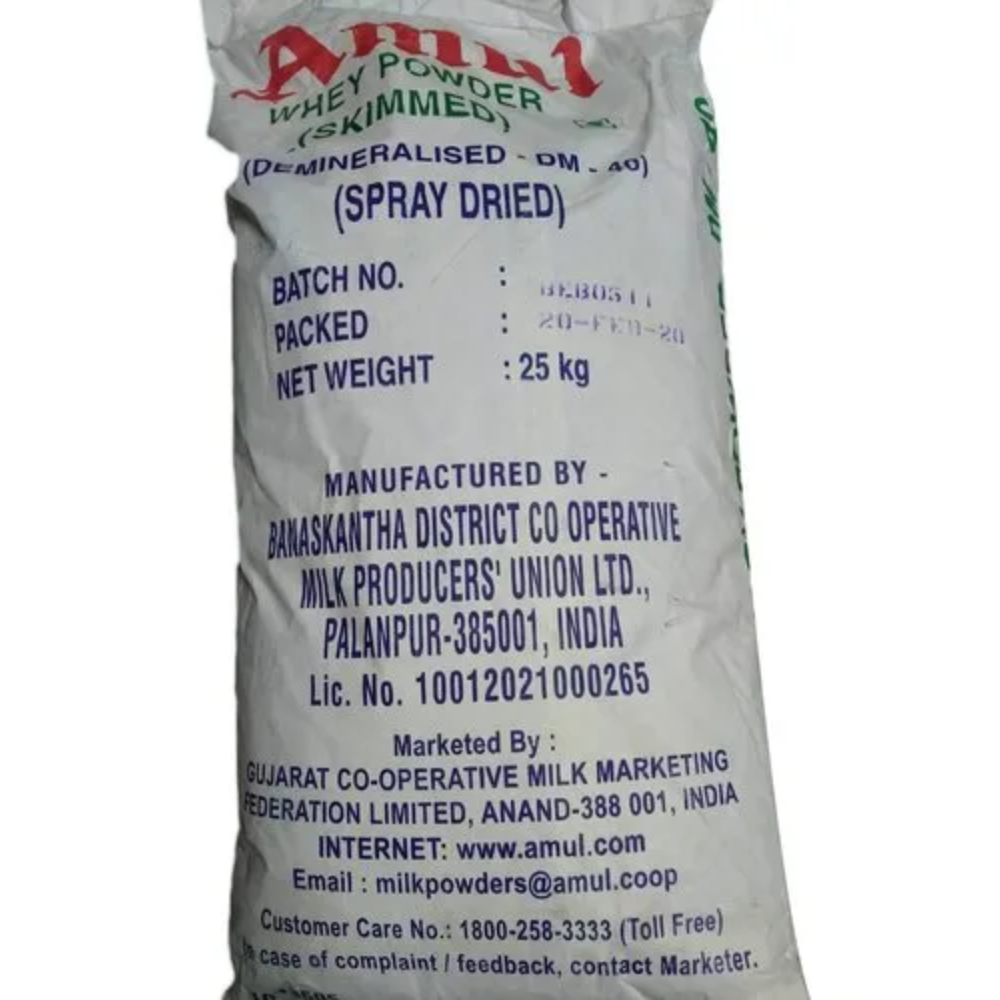 Amul
WHEY POWDER
(SKIMMED)
(DEMINERALISED - DM - 40)
(SPRAY DRIED)
BATCH NO. :
PACKED : 20-FEB-20
NET WEIGHT : 25 kg
MANUFACTURED BY -
BANASKANTHA DISTRICT CO OPERATIVE
MILK PRODUCERS' UNION LTD.,
PALANPUR-385001, INDIA
Lic. No. 10012021000265
Marketed By :
GUJARAT CO-OPERATIVE MILK MARKETING
FEDERATION LIMITED, ANAND-388 001, INDIA
INTERNET: www.amul.com
Email : milkpowders@amul.coop
Customer Care No.: 1800-258-3333 (Toll Free)
case of complaint / feedback, contact Marketer.